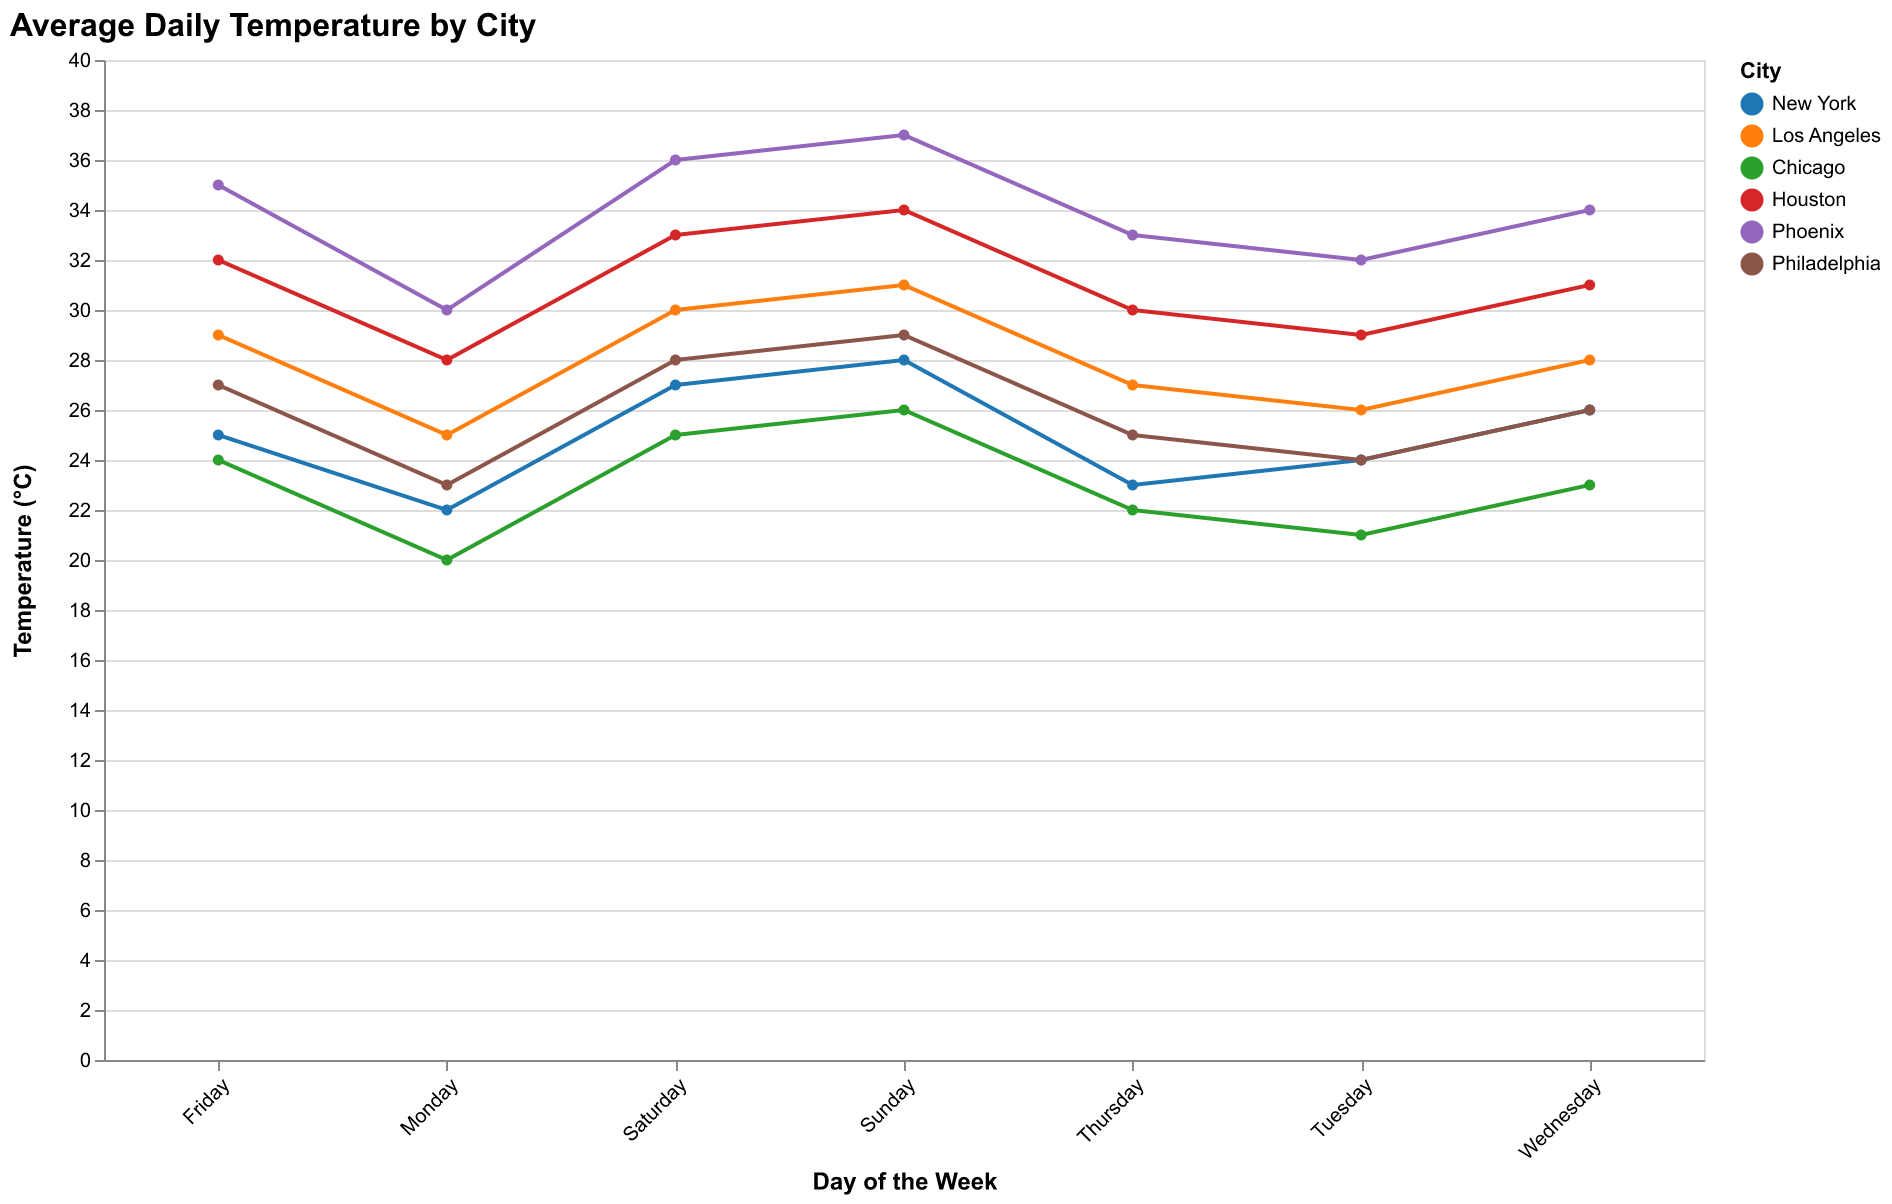 Average Daily Temperature by City
40
38
36
34
32
30
28
26
24
22
20
18
16
14
12
10
8
6
4
2
0
Temperature (°C)
Friday
Monday
Saturday
Sunday
Thursday
Tuesday
Wednesday
Day of the Week
City
New York
Los Angeles
Chicago
Houston
Phoenix
Philadelphia